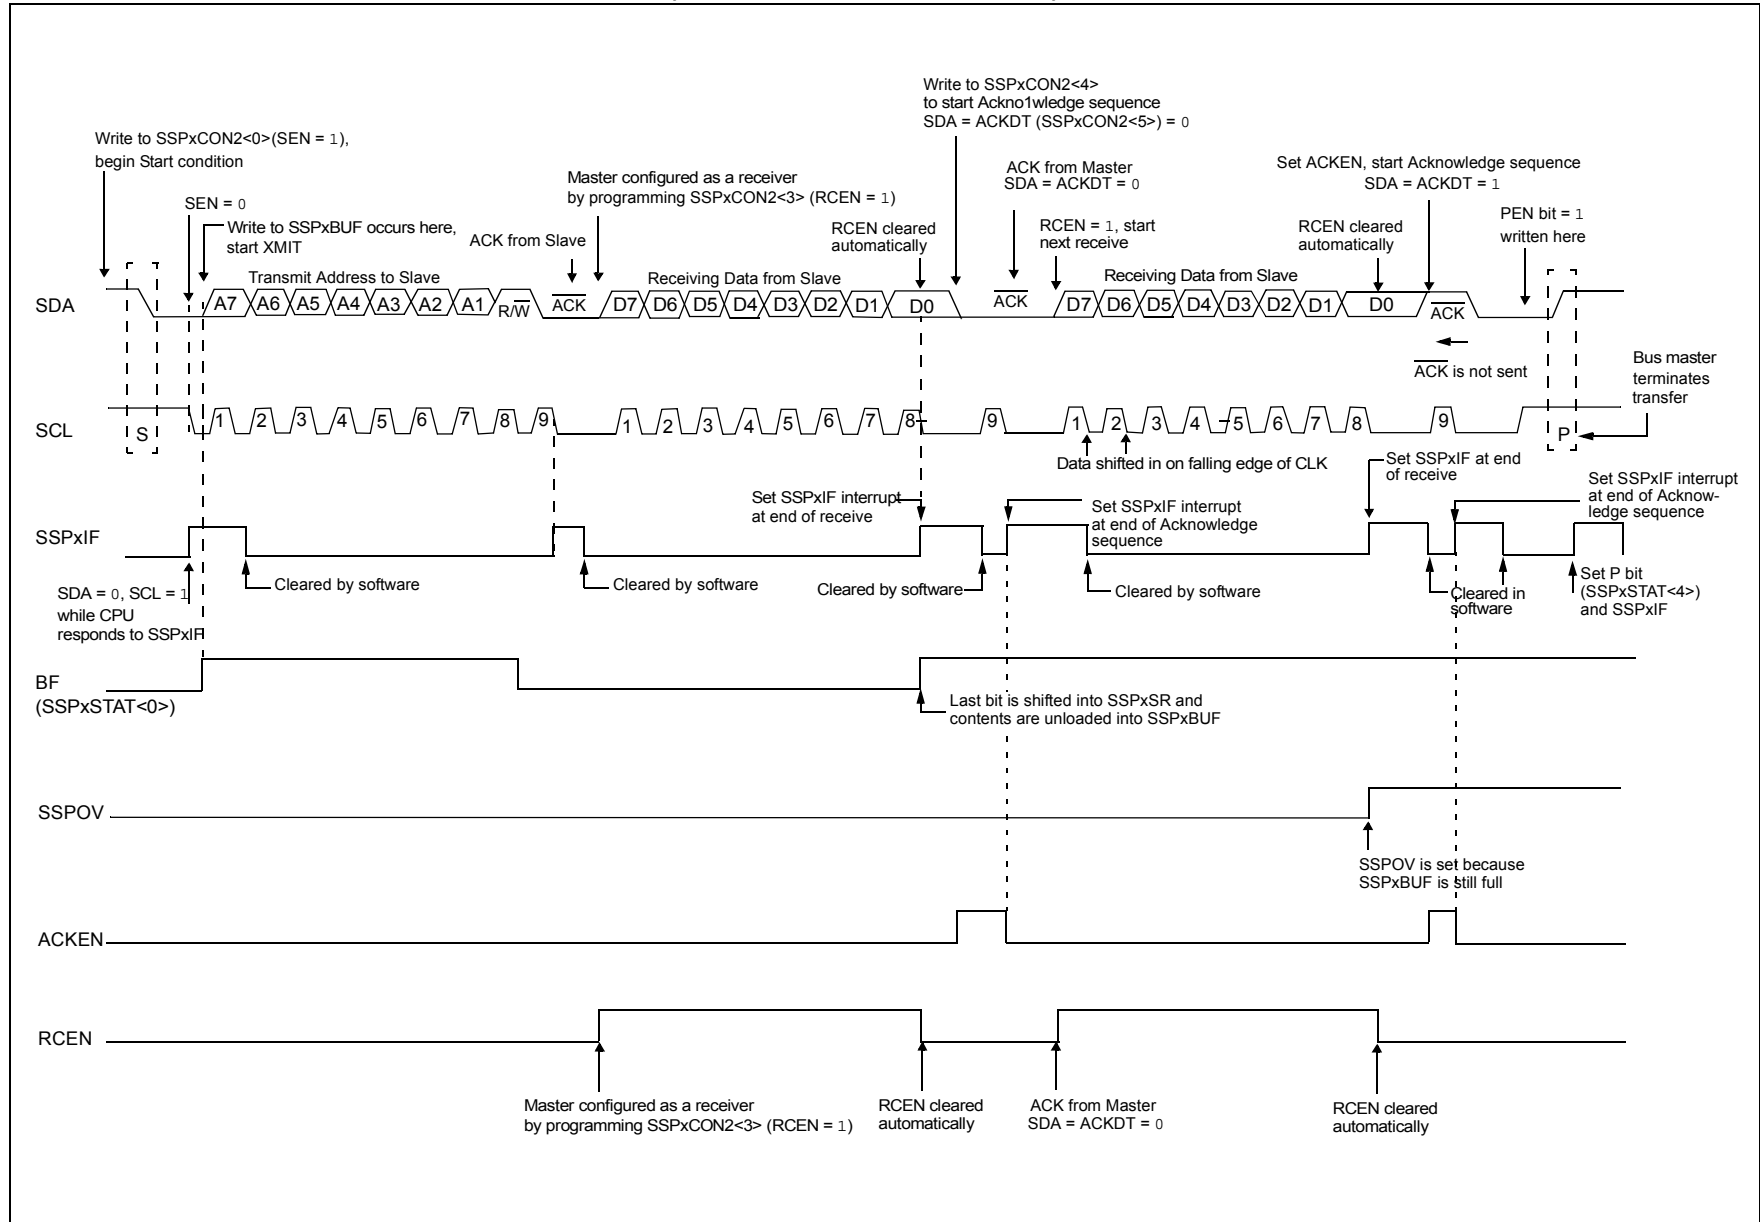 Write to SSPxCON2<4>
to start Ackno1wledge sequence
SDA = ACKDT (SSPxCON2<5>) = 0
Write to SSPxCON2<0>(SEN = 1),
begin Start condition
ACK from Master
SDA = ACKDT = 0
Set ACKEN, start Acknowledge sequence
SDA = ACKDT = 1
Master configured as a receiver
by programming SSPxCON2<3> (RCEN = 1)
SEN = 0
Write to SSPxBUF occurs here,
start XMIT
ACK from Slave
RCEN cleared
automatically
RCEN = 1, start
next receive
RCEN cleared
automatically
PEN bit = 1
written here
Transmit Address to Slave
Receiving Data from Slave
Receiving Data from Slave
SDA
A7 A6 A5 A4 A3 A2 A1 R/W ACK D7 D6 D5 D4 D3 D2 D1 D0 ACK D7 D6 D5 D4 D3 D2 D1 D0 ACK
ACK is not sent
Bus master
terminates
transfer
SCL S 1 2 3 4 5 6 7 8 9 1 2 3 4 5 6 7 8 9 1 2 3 4 5 6 7 8 9 P
Data shifted in on falling edge of CLK
Set SSPxIF at end
of receive
Set SSPxIF interrupt
at end of receive
Set SSPxIF interrupt
at end of Acknowledge
sequence
Set SSPxIF interrupt
at end of Acknow-
ledge sequence
SSPxIF
Cleared by software
Cleared by software
Cleared by software
Cleared by software
Cleared in
software
Set P bit
(SSPxSTAT<4>)
and SSPxIF
SDA = 0, SCL = 1
while CPU
responds to SSPxIF
BF
(SSPxSTAT<0>)
Last bit is shifted into SSPxSR and
contents are unloaded into SSPxBUF
SSPOV
SSPOV is set because
SSPxBUF is still full
ACKEN
RCEN
Master configured as a receiver
by programming SSPxCON2<3> (RCEN = 1)
RCEN cleared
automatically
ACK from Master
SDA = ACKDT = 0
RCEN cleared
automatically